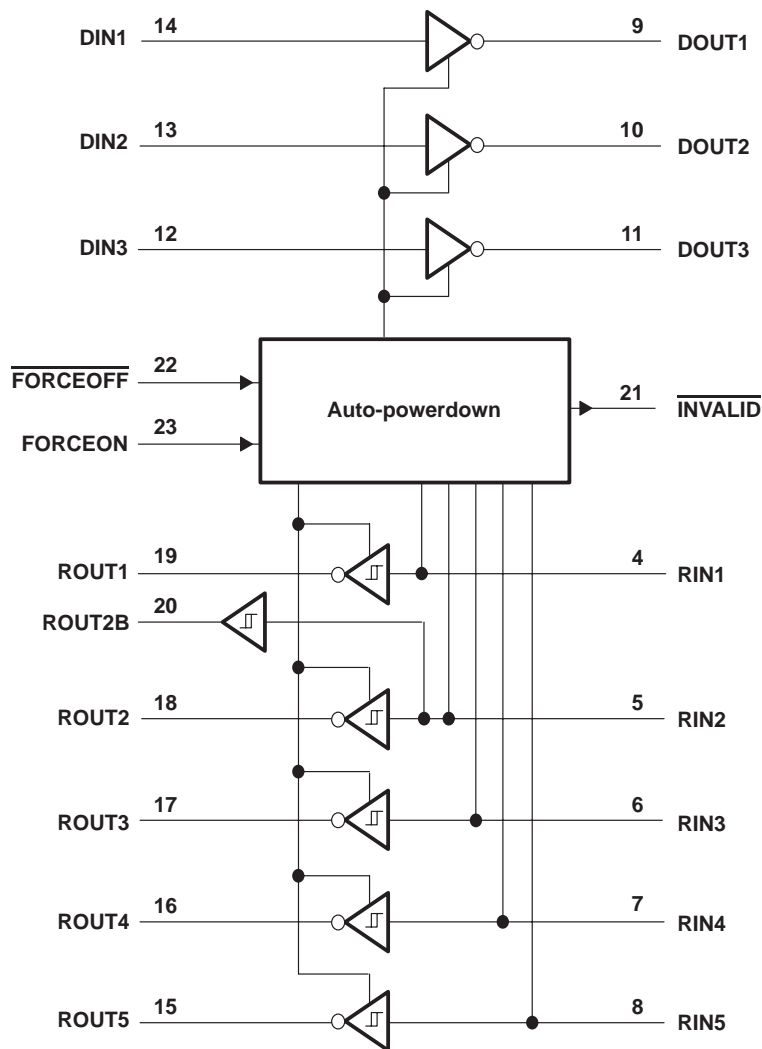 DIN1 14 9 DOUT1
DIN2 13 10 DOUT2
DIN3 12 11 DOUT3
FORCEOFF 22
Auto-powerdown
21 INVALID
FORCEON 23
ROUT1 19 4 RIN1
ROUT2B 20
ROUT2 18 5 RIN2
ROUT3 17 6 RIN3
ROUT4 16 7 RIN4
ROUT5 15 8 RIN5